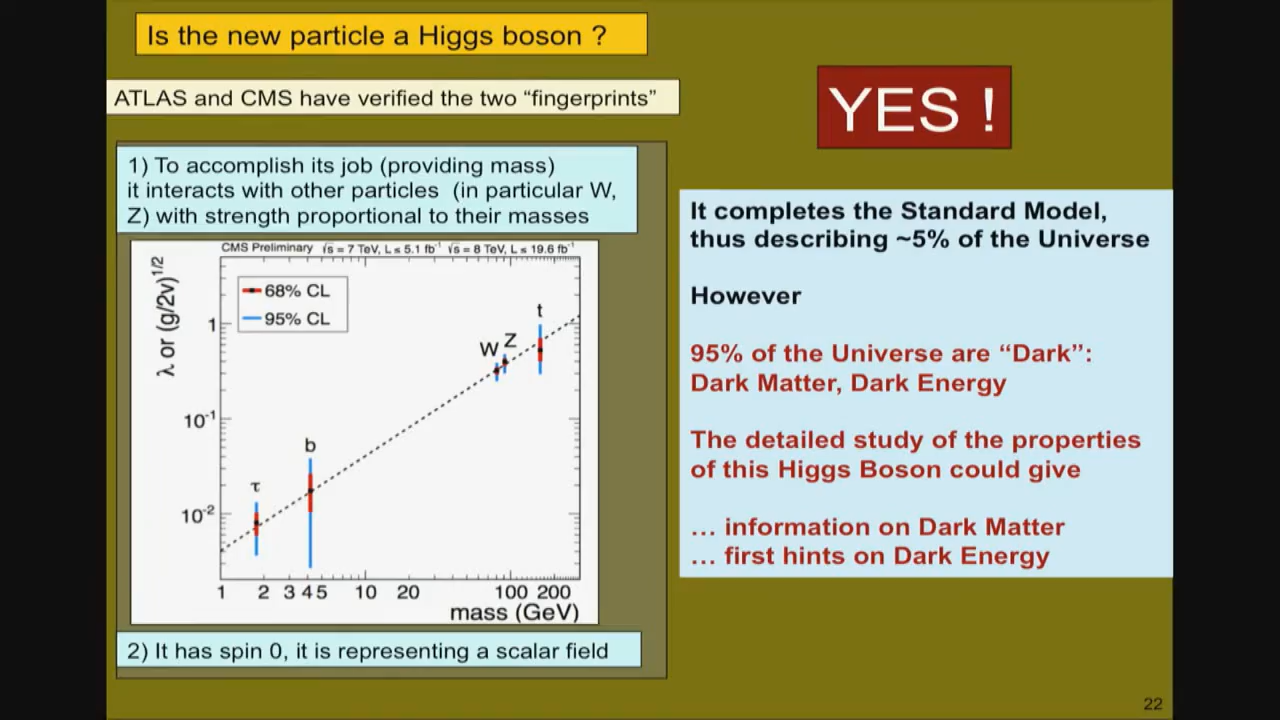 Is the new particle a Higgs boson ?
ATLAS and CMS have verified the two “fingerprints”
YES !
1) To accomplish its job (providing mass)
it interacts with other particles (in particular W,
Z) with strength proportional to their masses
CMS Preliminary √s = 7 TeV, L ≤ 5.1 fb⁻¹ √s = 8 TeV, L ≤ 19.6 fb⁻¹
λ or (g/2v)^1/2
68% CL
95% CL
1
10⁻¹
10⁻²
τ
b
W
Z
t
1 2 3 4 5 10 20 100 200
mass (GeV)
2) It has spin 0, it is representing a scalar field
It completes the Standard Model,
thus describing ~5% of the Universe
However
95% of the Universe are “Dark”:
Dark Matter, Dark Energy
The detailed study of the properties
of this Higgs Boson could give
… information on Dark Matter
… first hints on Dark Energy
22